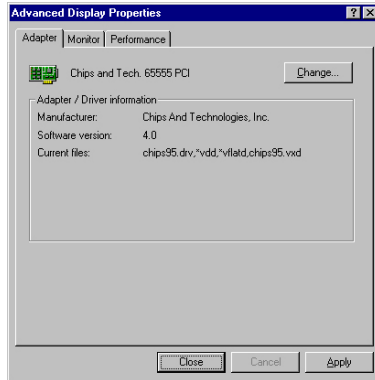 Advanced Display Properties
Adapter Monitor Performance
Chips and Tech. 65555 PCI
Change...
Adapter / Driver information
Manufacturer: Chips And Technologies, Inc.
Software version: 4.0
Current files: chips95.drv,*vdd,*vflatd,chips95.vxd
Close Cancel Apply